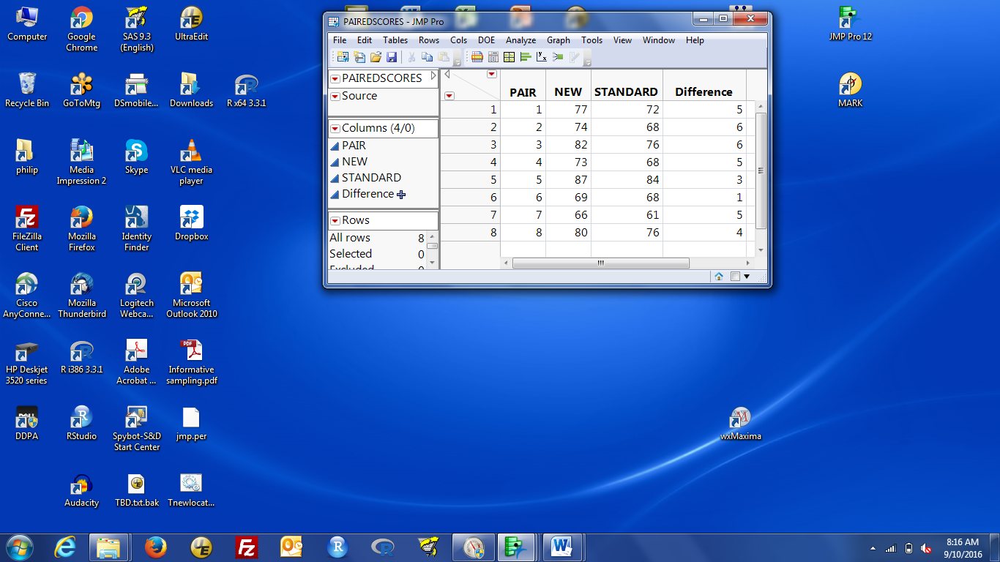 PAIREDSCORES - JMP Pro
File Edit Tables Rows Cols DOE Analyze Graph Tools View Window Help
PAIREDSCORES
Source
Columns (4/0)
PAIR
NEW
STANDARD
Difference
Rows
All rows 8
Selected 0
Excluded 0
PAIR NEW STANDARD Difference
1 1 77 72 5
2 2 74 68 6
3 3 82 76 6
4 4 73 68 5
5 5 87 84 3
6 6 69 68 1
7 7 66 61 5
8 8 80 76 4
Computer
Google
Chrome
SAS 9.3
(English)
UltraEdit
JMP Pro 12
Recycle Bin
GoToMtg
DSmobile...
Downloads
R x64 3.3.1
MARK
philip
Media
Impression 2
Skype
VLC media
player
FileZilla
Client
Mozilla
Firefox
Identity
Finder
Dropbox
Cisco
AnyConne...
Mozilla
Thunderbird
Logitech
Webca...
Microsoft
Outlook 2010
HP Deskjet
3520 series
R i386 3.3.1
Adobe
Acrobat ...
PDF
Informative
sampling.pdf
DELL
DDPA
RStudio
Spybot-S&D
Start Center
jmp.per
wxMaxima
Audacity
TBD.txt.bak
Tnewlocat...
8:16 AM
9/10/2016